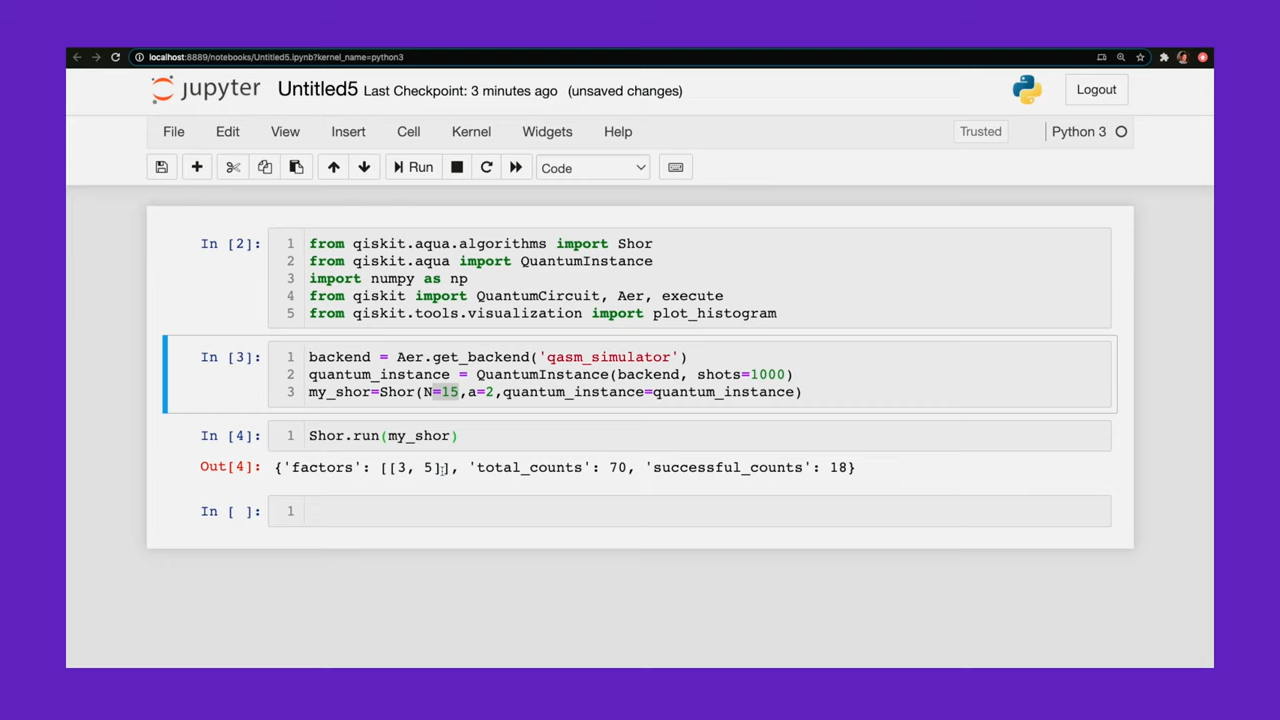 localhost:8889/notebooks/Untitled5.ipynb?kernel_name=python3
jupyter Untitled5 Last Checkpoint: 3 minutes ago (unsaved changes) Logout
File Edit View Insert Cell Kernel Widgets Help Trusted Python 3
Run Code
In [2]: 1 from qiskit.aqua.algorithms import Shor
2 from qiskit.aqua import QuantumInstance
3 import numpy as np
4 from qiskit import QuantumCircuit, Aer, execute
5 from qiskit.tools.visualization import plot_histogram
In [3]: 1 backend = Aer.get_backend('qasm_simulator')
2 quantum_instance = QuantumInstance(backend, shots=1000)
3 my_shor=Shor(N=15,a=2,quantum_instance=quantum_instance)
In [4]: 1 Shor.run(my_shor)
Out[4]: {'factors': [[3, 5]], 'total_counts': 70, 'successful_counts': 18}
In [ ]: 1